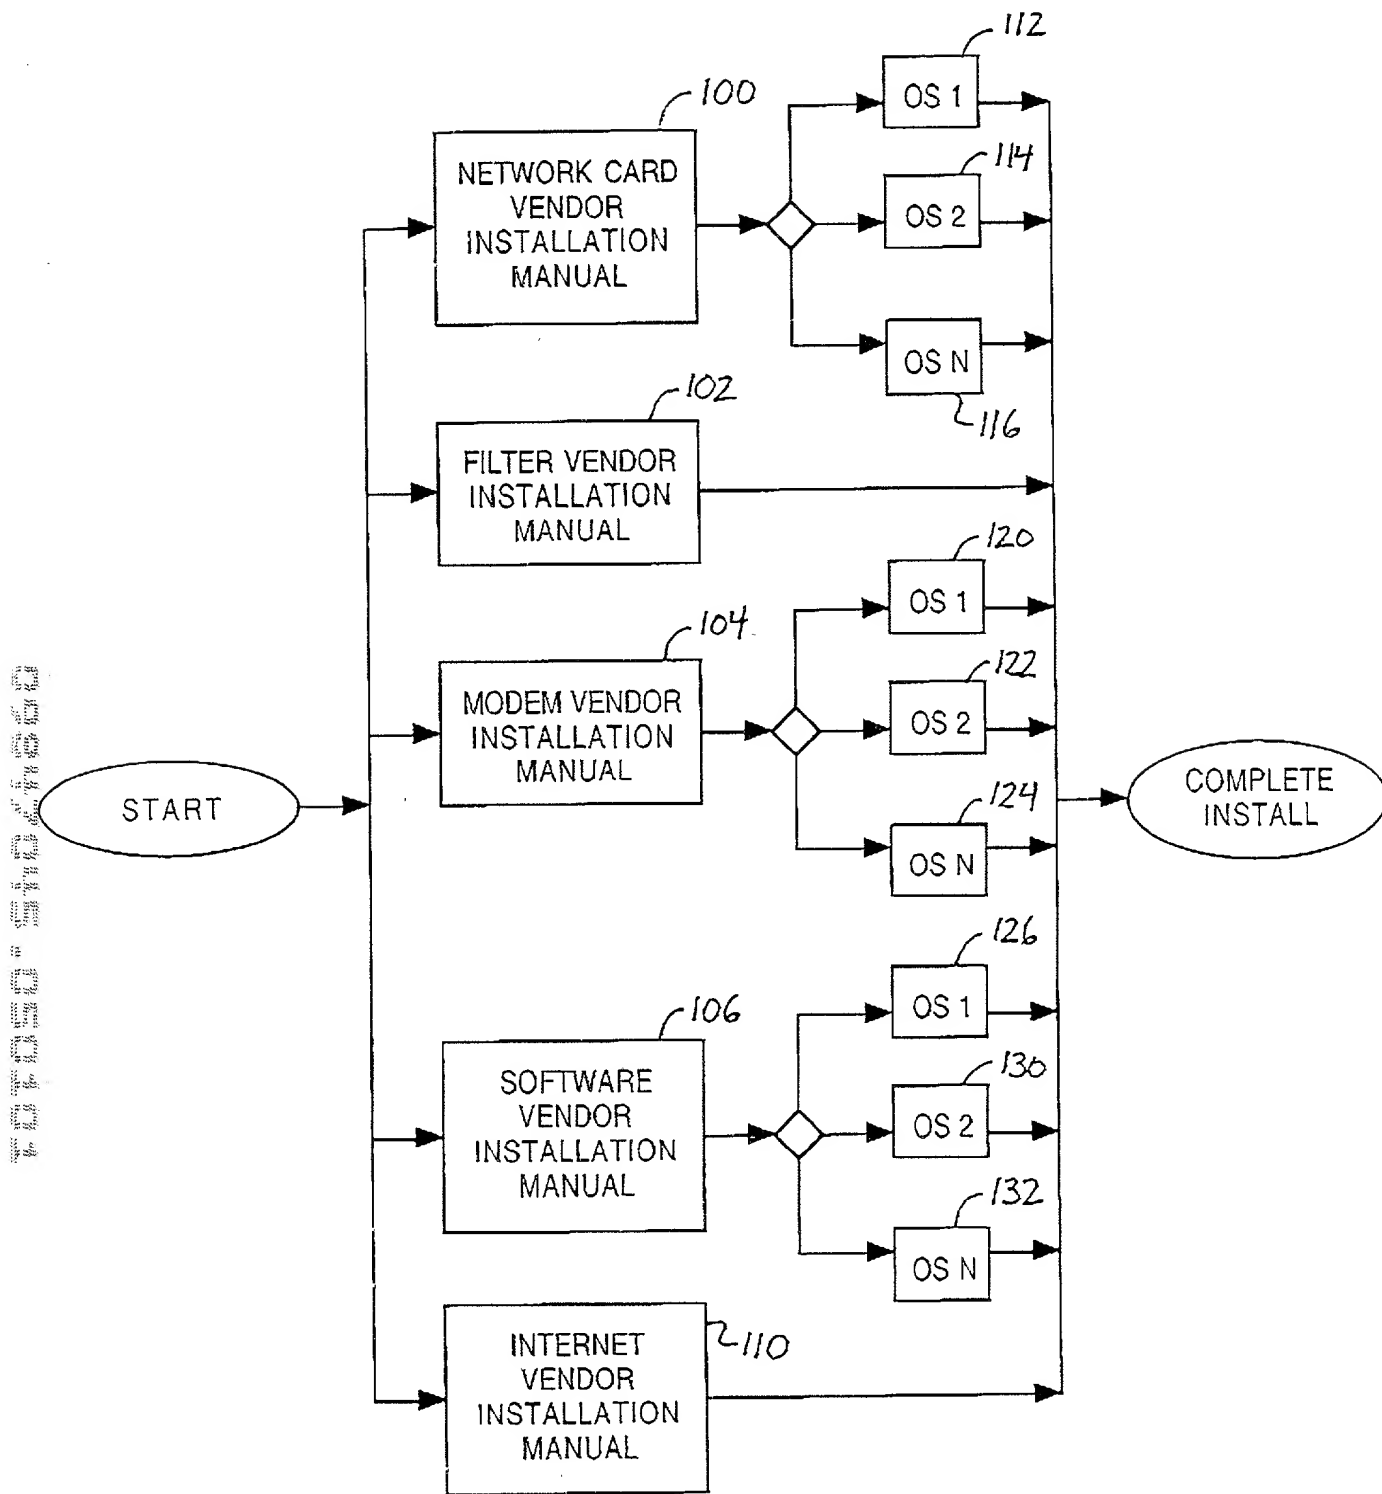 112
OS 1
100
NETWORK CARD
VENDOR
INSTALLATION
MANUAL
114
OS 2
OS N
116
102
FILTER VENDOR
INSTALLATION
MANUAL
120
OS 1
104
MODEM VENDOR
INSTALLATION
MANUAL
122
OS 2
124
OS N
START
COMPLETE
INSTALL
126
OS 1
106
SOFTWARE
VENDOR
INSTALLATION
MANUAL
130
OS 2
132
OS N
110
INTERNET
VENDOR
INSTALLATION
MANUAL